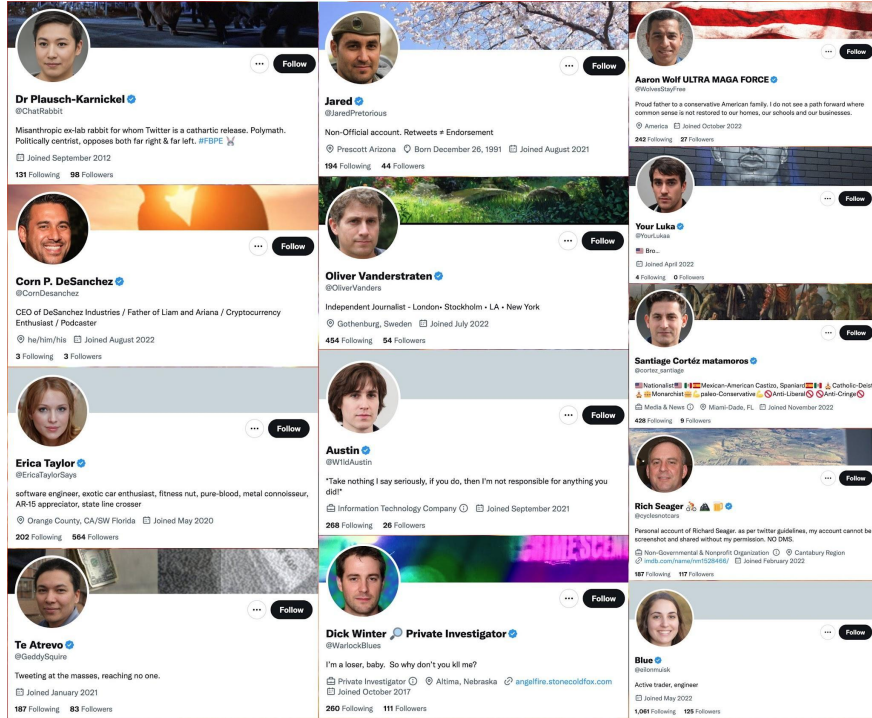 Follow
Dr Plausch-Karnickel
@ChatRabbit
Misanthropic ex-lab rabbit for whom Twitter is a cathartic release. Polymath.
Politically centrist, opposes both far right & far left. #FBPE
Joined September 2012
131 Following 98 Followers
Follow
Corn P. DeSanchez
@CornDesanchez
CEO of DeSanchez Industries / Father of Liam and Ariana / Cryptocurrency
Enthusiast / Podcaster
he/him/his Joined August 2022
3 Following 3 Followers
Follow
Erica Taylor
@EricaTaylorSays
software engineer, exotic car enthusiast, fitness nut, pure-blood, metal connoisseur,
AR-15 appreciator, state line crosser
Orange County, CA/SW Florida Joined May 2020
202 Following 564 Followers
Follow
Te Atrevo
@GeddySquire
Tweeting at the masses, reaching no one.
Joined January 2021
187 Following 83 Followers
Follow
Jared
@JaredPretorious
Non-Official account. Retweets ≠ Endorsement
Prescott Arizona Born December 26, 1991 Joined August 2021
194 Following 44 Followers
Follow
Oliver Vanderstraten
@OliverVanders
Independent Journalist - London• Stockholm • LA • New York
Gothenburg, Sweden Joined July 2022
454 Following 54 Followers
Follow
Austin
@W1ldAustin
"Take nothing I say seriously, if you do, then I'm not responsible for anything you
did!"
Information Technology Company Joined September 2021
268 Following 26 Followers
CRIMESCENE
Follow
Dick Winter Private Investigator
@WarlockBlues
I'm a loser, baby. So why don't you kll me?
Private Investigator Altima, Nebraska angelfire.stonecoldfox.com
Joined October 2017
260 Following 111 Followers
Follow
Aaron Wolf ULTRA MAGA FORCE
@WolvesStayFree
Proud father to a conservative American family. I do not see a path forward where
common sense is not restored to our homes, our schools and our businesses.
America Joined October 2022
242 Following 27 Followers
Follow
Your Luka
@YourLukaa
Bro...
Joined April 2022
4 Following 0 Followers
Follow
Santiage Cortéz matamoros
@cortez_santiage
Nationalist Mexican-American Castizo, Spaniard Catholic-Deist
Monarchist paleo-Conservative Anti-Liberal Anti-Cringe
Media & News Miami-Dade, FL Joined November 2022
428 Following 9 Followers
Follow
Rich Seager
@cyclesnotcars
Personal account of Richard Seager. as per twitter guidelines, my account cannot be
screenshot and shared without my permission. NO DMS.
Non-Governmental & Nonprofit Organization Cantabury Region
imdb.com/name/nm1528466/ Joined February 2022
187 Following 117 Followers
Follow
Blue
@eilonmuisk
Active trader, engineer
Joined May 2022
1,061 Following 125 Followers